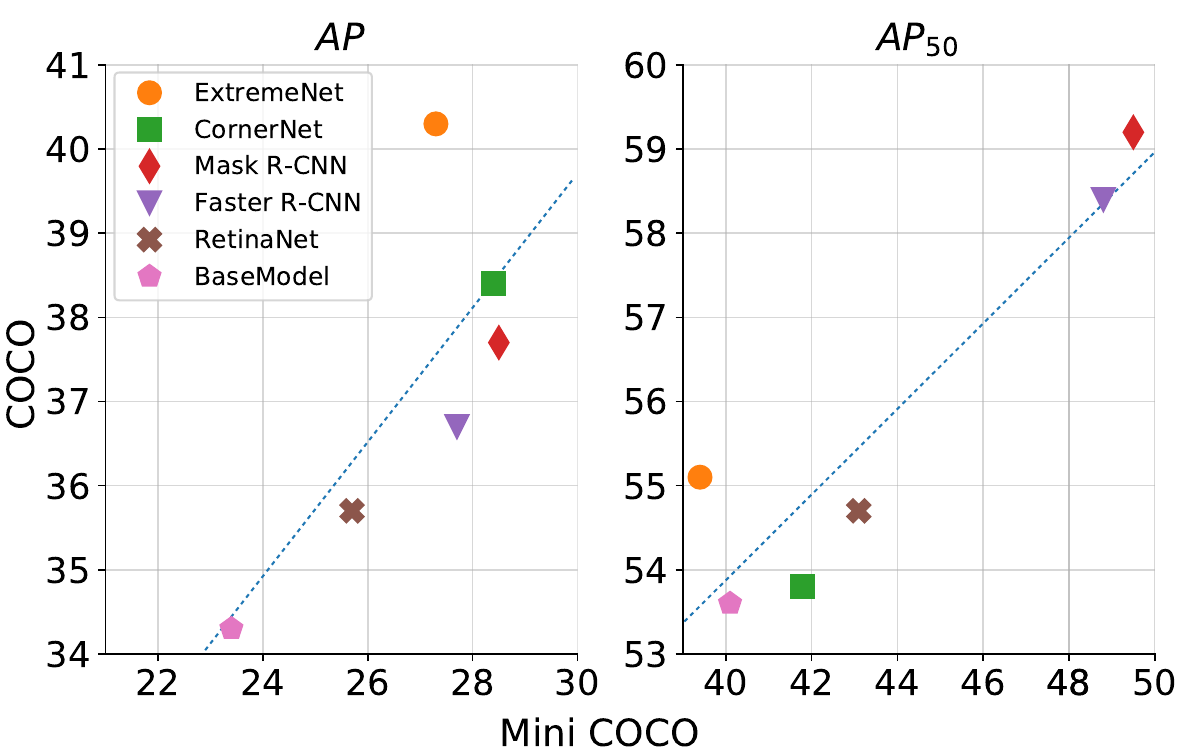 AP
AP50
41
40
39
38
37
36
35
34
ExtremeNet
CornerNet
Mask R-CNN
Faster R-CNN
RetinaNet
BaseModel
22 24 26 28 30
60
59
58
57
56
55
54
53
40 42 44 46 48 50
COCO
Mini COCO